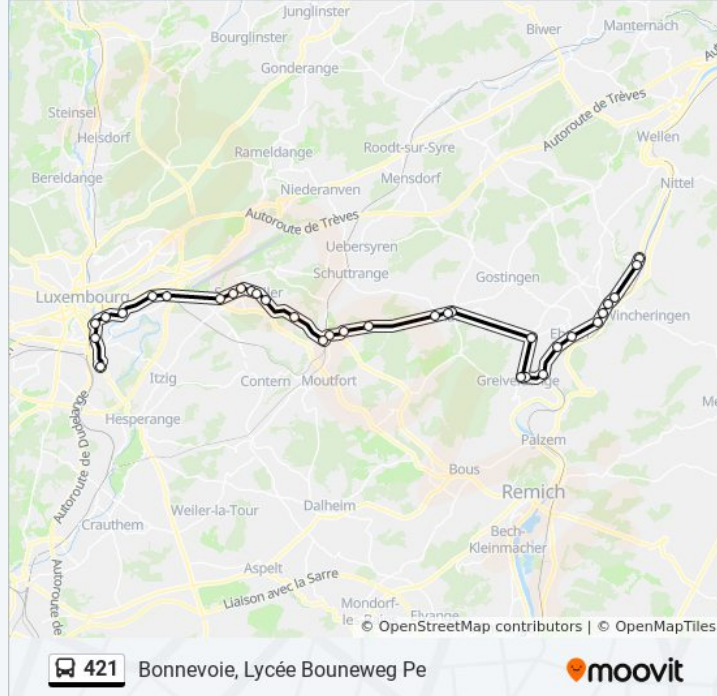 Junglinster
Manternach
Bourglinster
Biwer
Gonderange
Autoroute de Trèves
Steinsel
Heisdorf
Wellen
Rameldange
Roodt-sur-Syre
Bereldange
Mensdorf
Nittel
Niederanven
Autoroute de Trèves
Uebersyren
Schuttrange
Gostingen
Luxembourg
Wincheringen
Itzig
Contern
Moutfort
Hesperange
Autoroute de Dudelange
Palzem
Bous
Remich
Weiler-la-Tour
Dalheim
Crauthem
Bech-
Kleinmacher
Aspelt
Liaison avec la Sarre
Autoroute de
Mondorf-
le-
© OpenStreetMap contributors | © OpenMapTiles
421 Bonnevoie, Lycée Bouneweg Pe
moovit